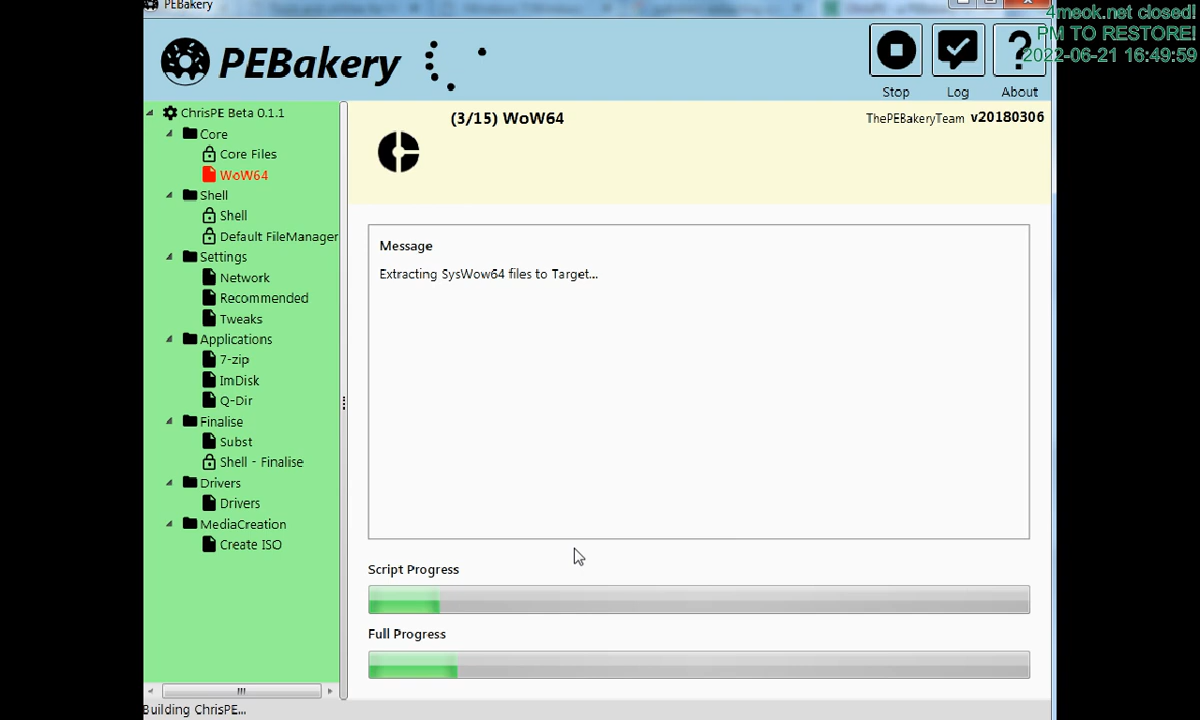 PEBakery
4meok.net closed!
PM TO RESTORE!
2022-06-21 16:49:59
PEBakery
Stop
Log
About
ChrisPE Beta 0.1.1
Core
Core Files
WoW64
Shell
Shell
Default FileManager
Settings
Network
Recommended
Tweaks
Applications
7-zip
ImDisk
Q-Dir
Finalise
Subst
Shell - Finalise
Drivers
Drivers
MediaCreation
Create ISO
(3/15) WoW64
ThePEBakeryTeam v20180306
Message
Extracting SysWow64 files to Target...
Script Progress
Full Progress
Building ChrisPE...